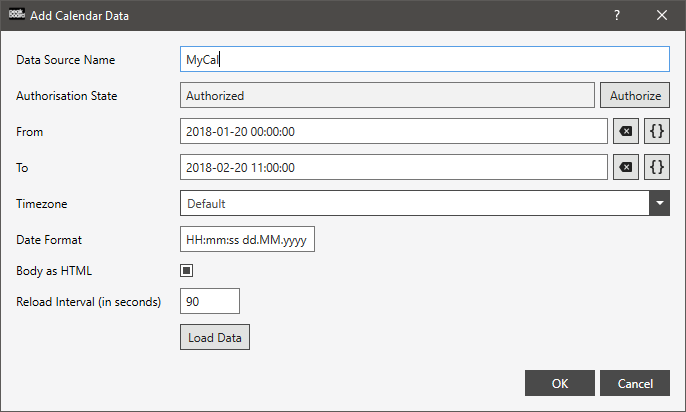 peak board Add Calendar Data ?
Data Source Name MyCal
Authorisation State Authorized Authorize
From 2018-01-20 00:00:00 {}
To 2018-02-20 11:00:00 {}
Timezone Default
Date Format HH:mm:ss dd.MM.yyyy
Body as HTML
Reload Interval (in seconds) 90
Load Data
OK Cancel